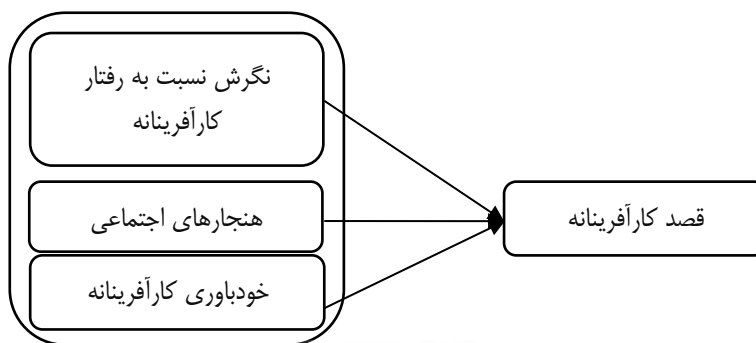 نگرش نسبت به رفتار
کارآفرینانه
هنجارهای اجتماعی
قصد کارآفرینانه
خودباوری کارآفرینانه